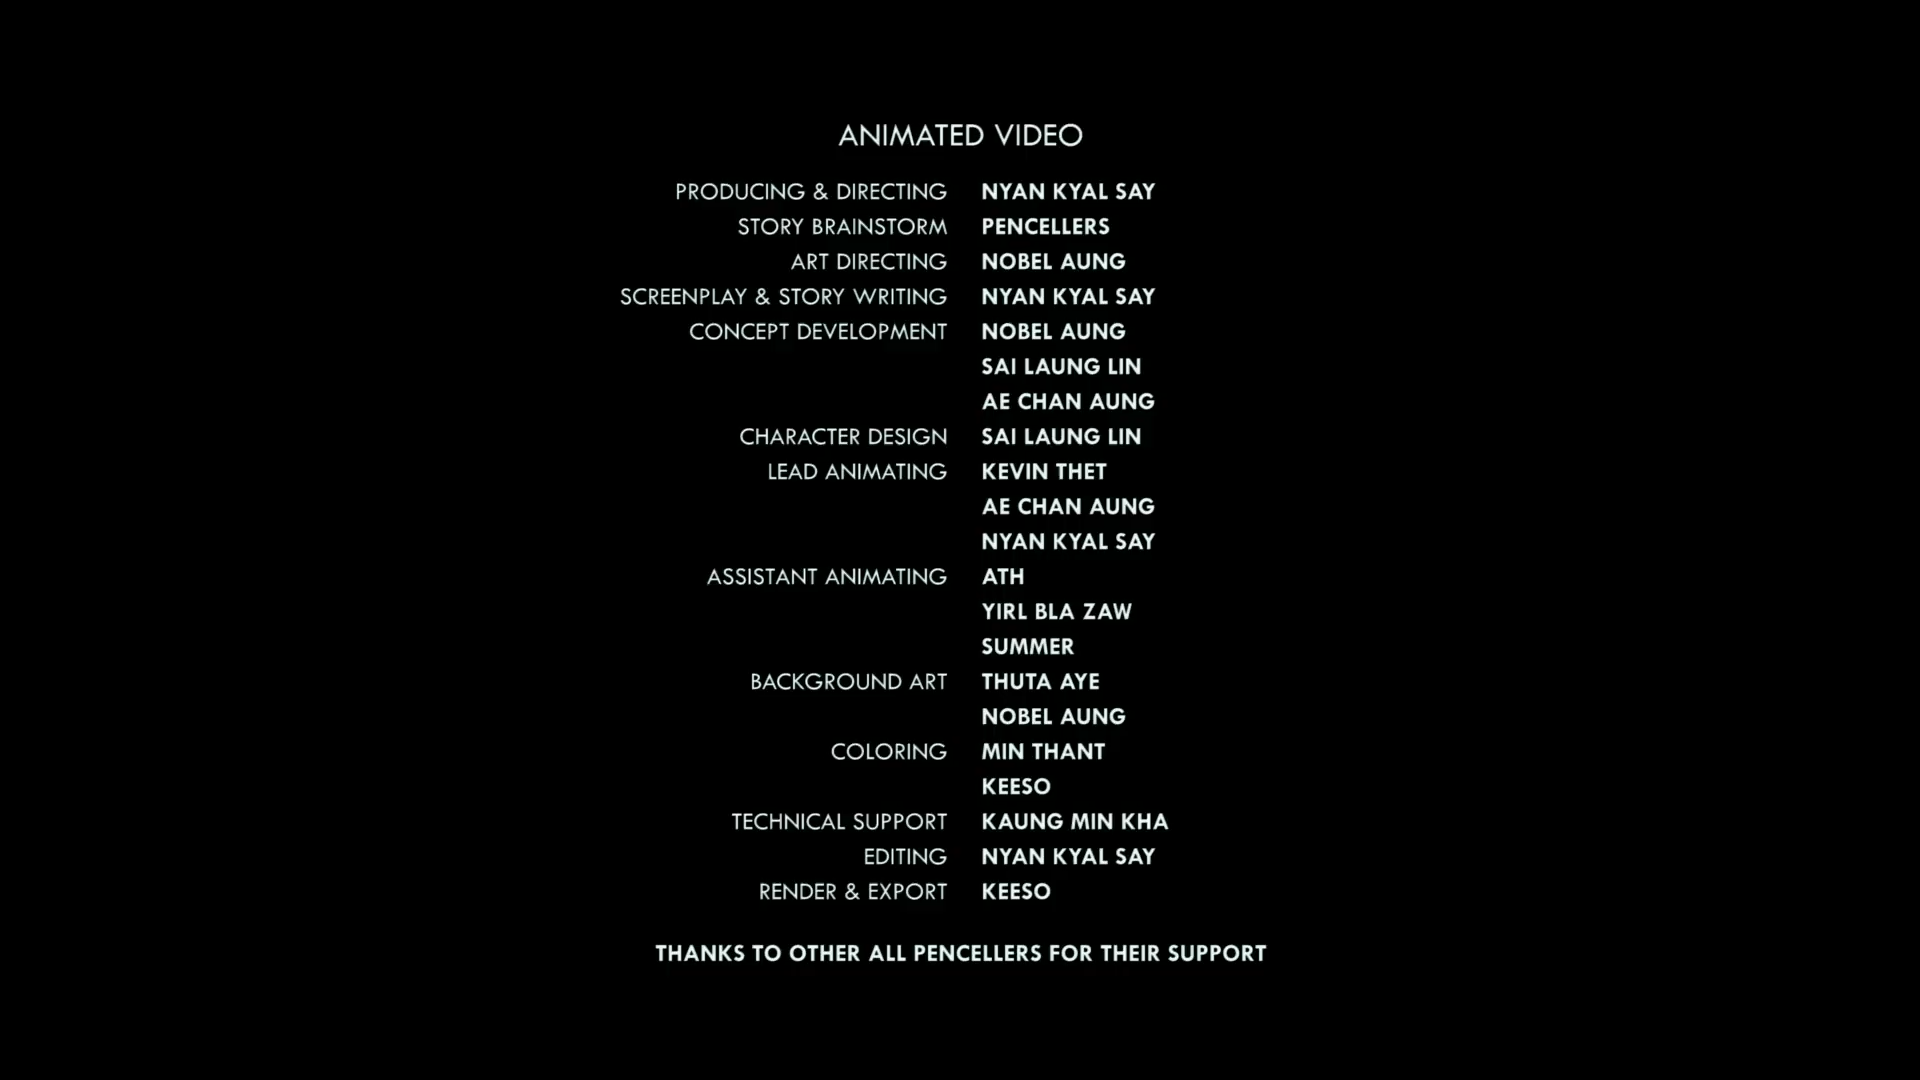 ANIMATED VIDEO
PRODUCING & DIRECTING NYAN KYAL SAY
STORY BRAINSTORM PENCELLERS
ART DIRECTING NOBEL AUNG
SCREENPLAY & STORY WRITING NYAN KYAL SAY
CONCEPT DEVELOPMENT NOBEL AUNG
SAI LAUNG LIN
AE CHAN AUNG
CHARACTER DESIGN SAI LAUNG LIN
LEAD ANIMATING KEVIN THET
AE CHAN AUNG
NYAN KYAL SAY
ASSISTANT ANIMATING ATH
YIRL BLA ZAW
SUMMER
BACKGROUND ART THUTA AYE
NOBEL AUNG
COLORING MIN THANT
KEESO
TECHNICAL SUPPORT KAUNG MIN KHA
EDITING NYAN KYAL SAY
RENDER & EXPORT KEESO
THANKS TO OTHER ALL PENCELLERS FOR THEIR SUPPORT